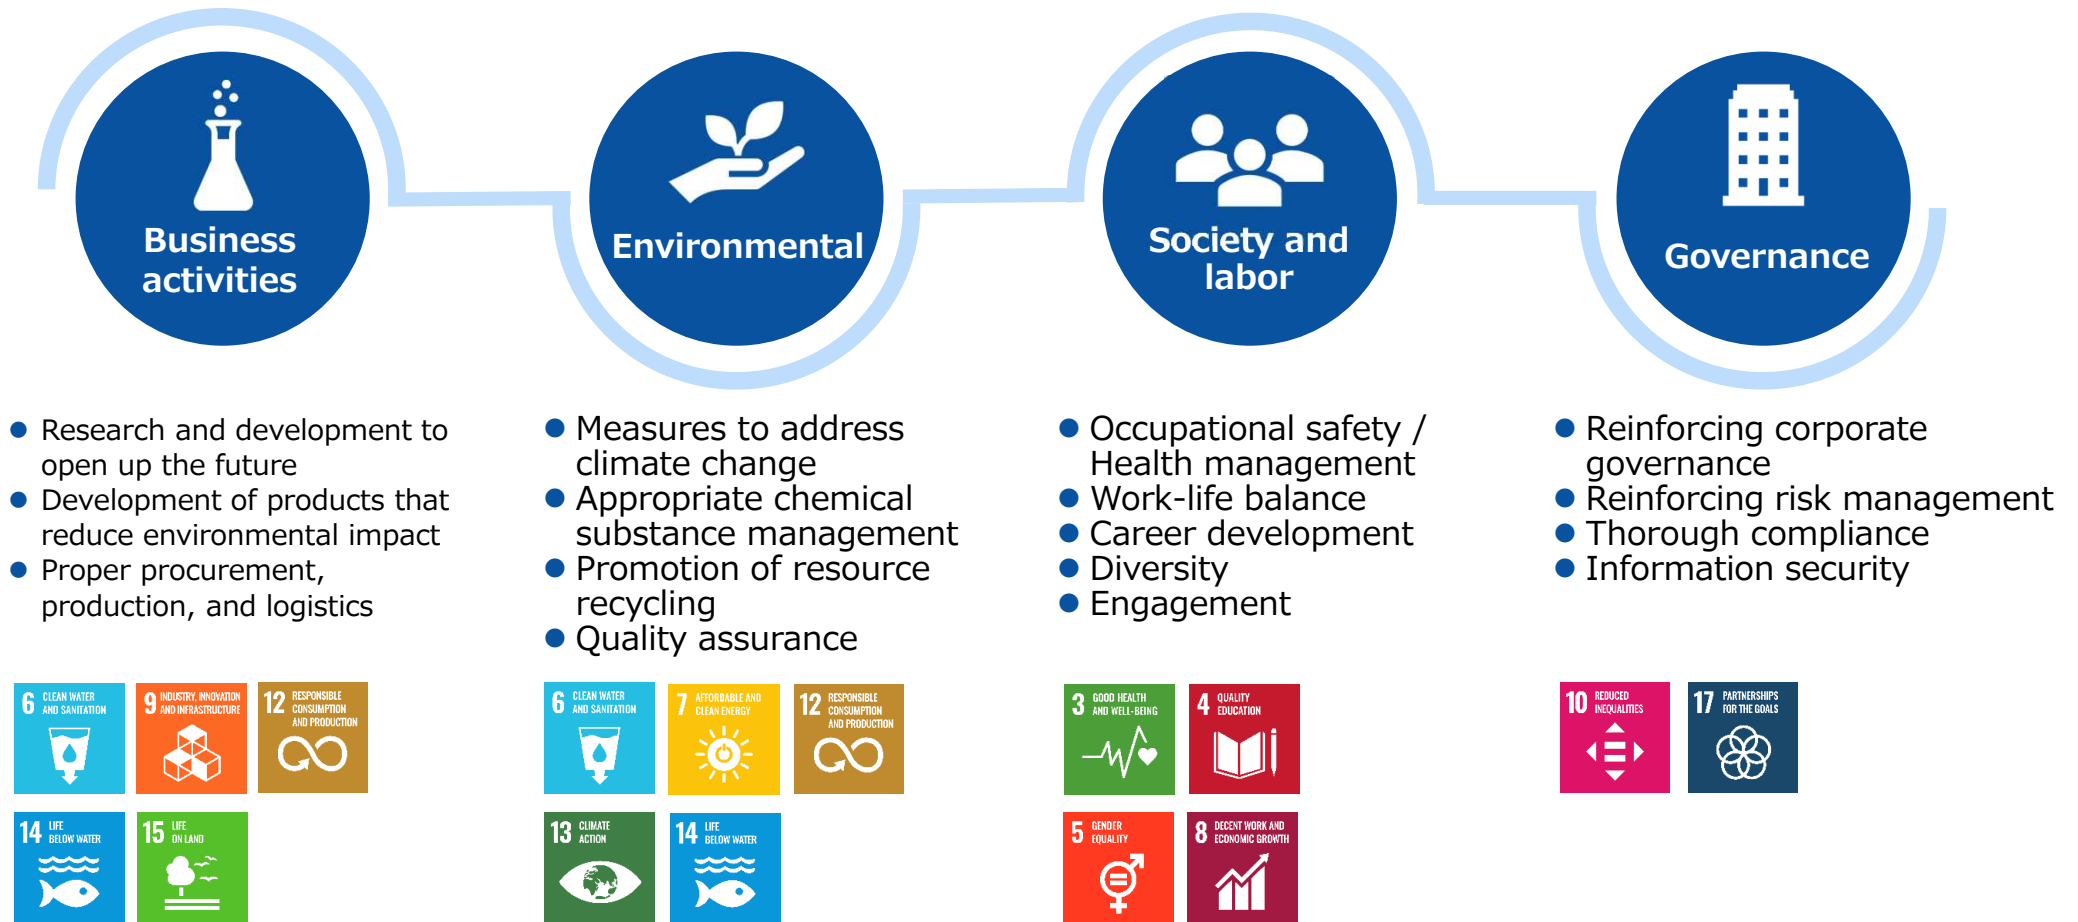 Business
activities
Environmental
Society and
labor
Governance
● Research and development to
open up the future
● Development of products that
reduce environmental impact
● Proper procurement,
production, and logistics
● Measures to address
climate change
● Appropriate chemical
substance management
● Promotion of resource
recycling
● Quality assurance
● Occupational safety /
Health management
● Work-life balance
● Career development
● Diversity
● Engagement
● Reinforcing corporate
governance
● Reinforcing risk management
● Thorough compliance
● Information security
6 CLEAN WATER
AND SANITATION
9 INDUSTRY, INNOVATION
AND INFRASTRUCTURE
12 RESPONSIBLE
CONSUMPTION
AND PRODUCTION
14 LIFE
BELOW WATER
15 LIFE
ON LAND
6 CLEAN WATER
AND SANITATION
7 AFFORDABLE AND
CLEAN ENERGY
12 RESPONSIBLE
CONSUMPTION
AND PRODUCTION
13 CLIMATE
ACTION
14 LIFE
BELOW WATER
3 GOOD HEALTH
AND WELL-BEING
4 QUALITY
EDUCATION
5 GENDER
EQUALITY
8 DECENT WORK AND
ECONOMIC GROWTH
10 REDUCED
INEQUALITIES
17 PARTNERSHIPS
FOR THE GOALS